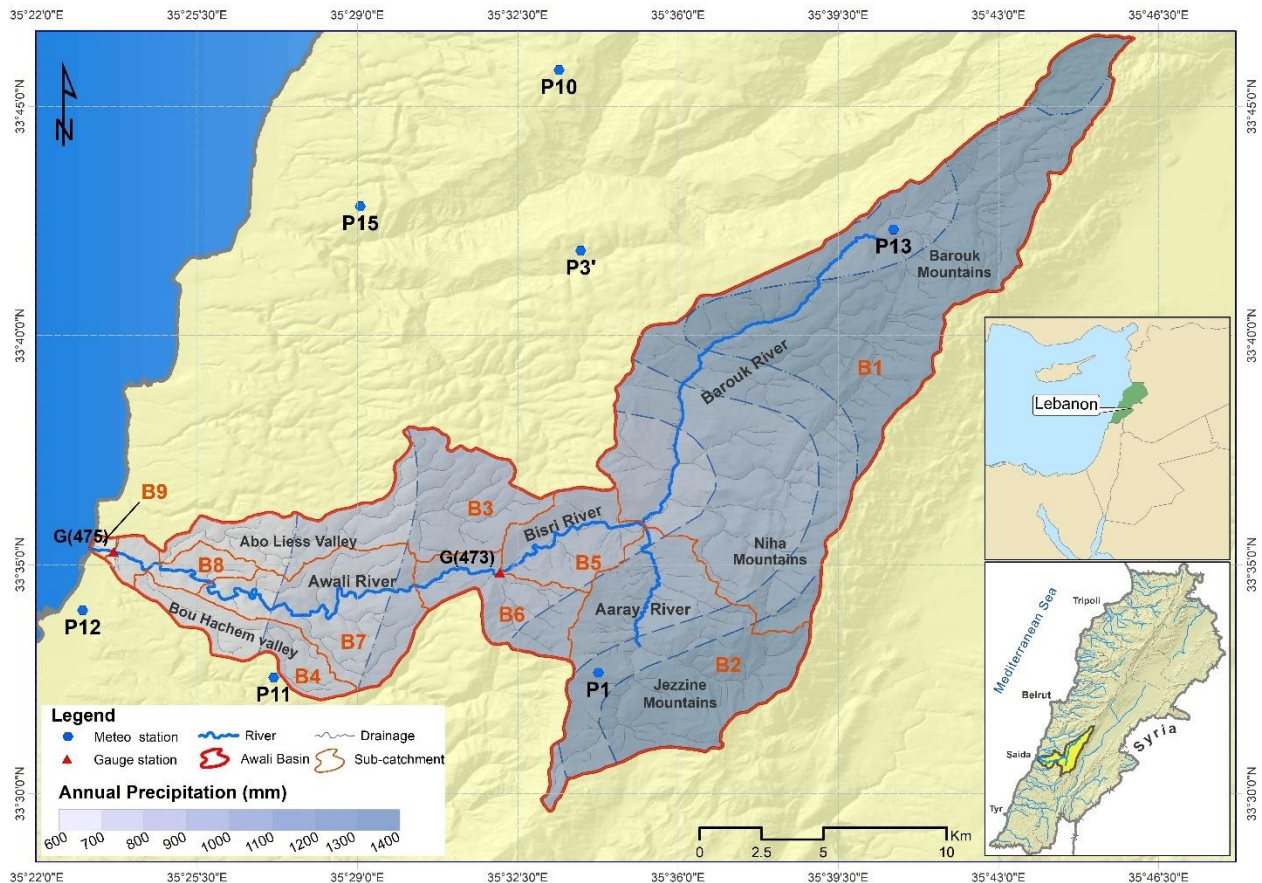 35°22'0"E 35°25'30"E 35°29'0"E 35°32'30"E 35°36'0"E 35°39'30"E 35°43'0"E 35°46'30"E
33°45'0"N
33°45'0"N
33°40'0"N
33°40'0"N
33°35'0"N
33°35'0"N
33°30'0"N
33°30'0"N
N
P10
P15
P3'
P13
Barouk
Mountains
Barouk River
B1
B9
G(475)
B3
Abo Liess Valley
B8
Awali River
G(473)
Bisri River
B5
Niha
Mountains
B6
Aaray River
P12
Bou Hachem valley
B7
B4
P11
P1
B2
Jezzine
Mountains
Lebanon
Mediterranean Sea
Tripoli
Beirut
Saida
Syria
Tyr
Legend
Meteo station River Drainage
Gauge station Awali Basin Sub-catchment
Annual Precipitation (mm)
600 700 800 900 1000 1100 1200 1300 1400
Km
0 2.5 5 10
35°22'0"E 35°25'30"E 35°29'0"E 35°32'30"E 35°36'0"E 35°39'30"E 35°43'0"E 35°46'30"E